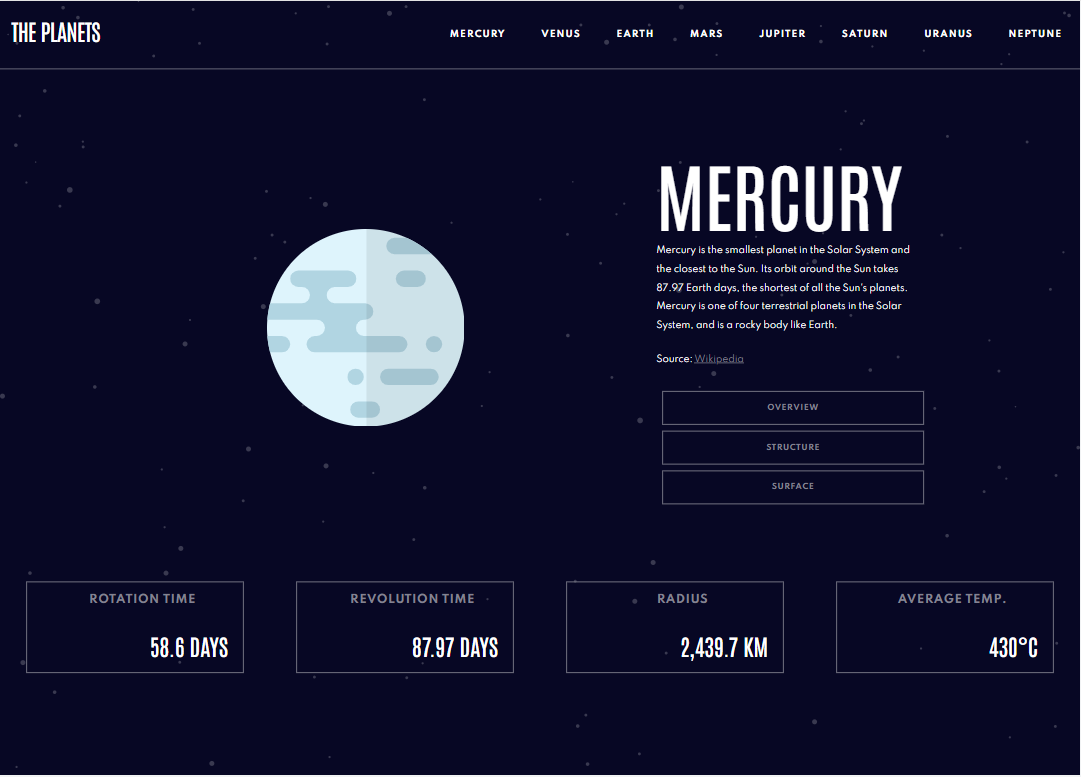 THE PLANETS
MERCURY VENUS EARTH MARS JUPITER SATURN URANUS NEPTUNE
MERCURY
Mercury is the smallest planet in the Solar System and
the closest to the Sun. Its orbit around the Sun takes
87.97 Earth days, the shortest of all the Sun's planets.
Mercury is one of four terrestrial planets in the Solar
System, and is a rocky body like Earth.
Source: Wikipedia
OVERVIEW
STRUCTURE
SURFACE
ROTATION TIME
58.6 DAYS
REVOLUTION TIME
87.97 DAYS
RADIUS
2,439.7 KM
AVERAGE TEMP.
430°C